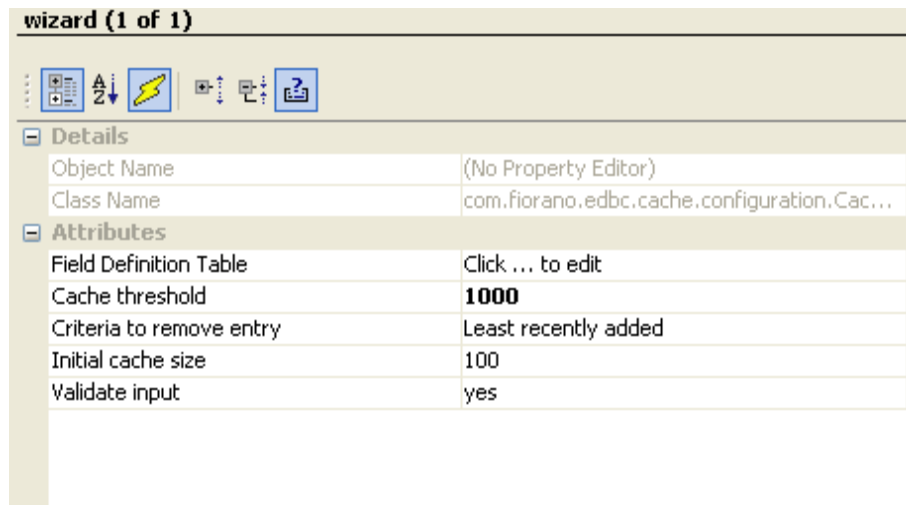 wizard (1 of 1)
Details
Object Name (No Property Editor)
Class Name com.fiorano.edbc.cache.configuration.Cac...
Attributes
Field Definition Table Click ... to edit
Cache threshold 1000
Criteria to remove entry Least recently added
Initial cache size 100
Validate input yes